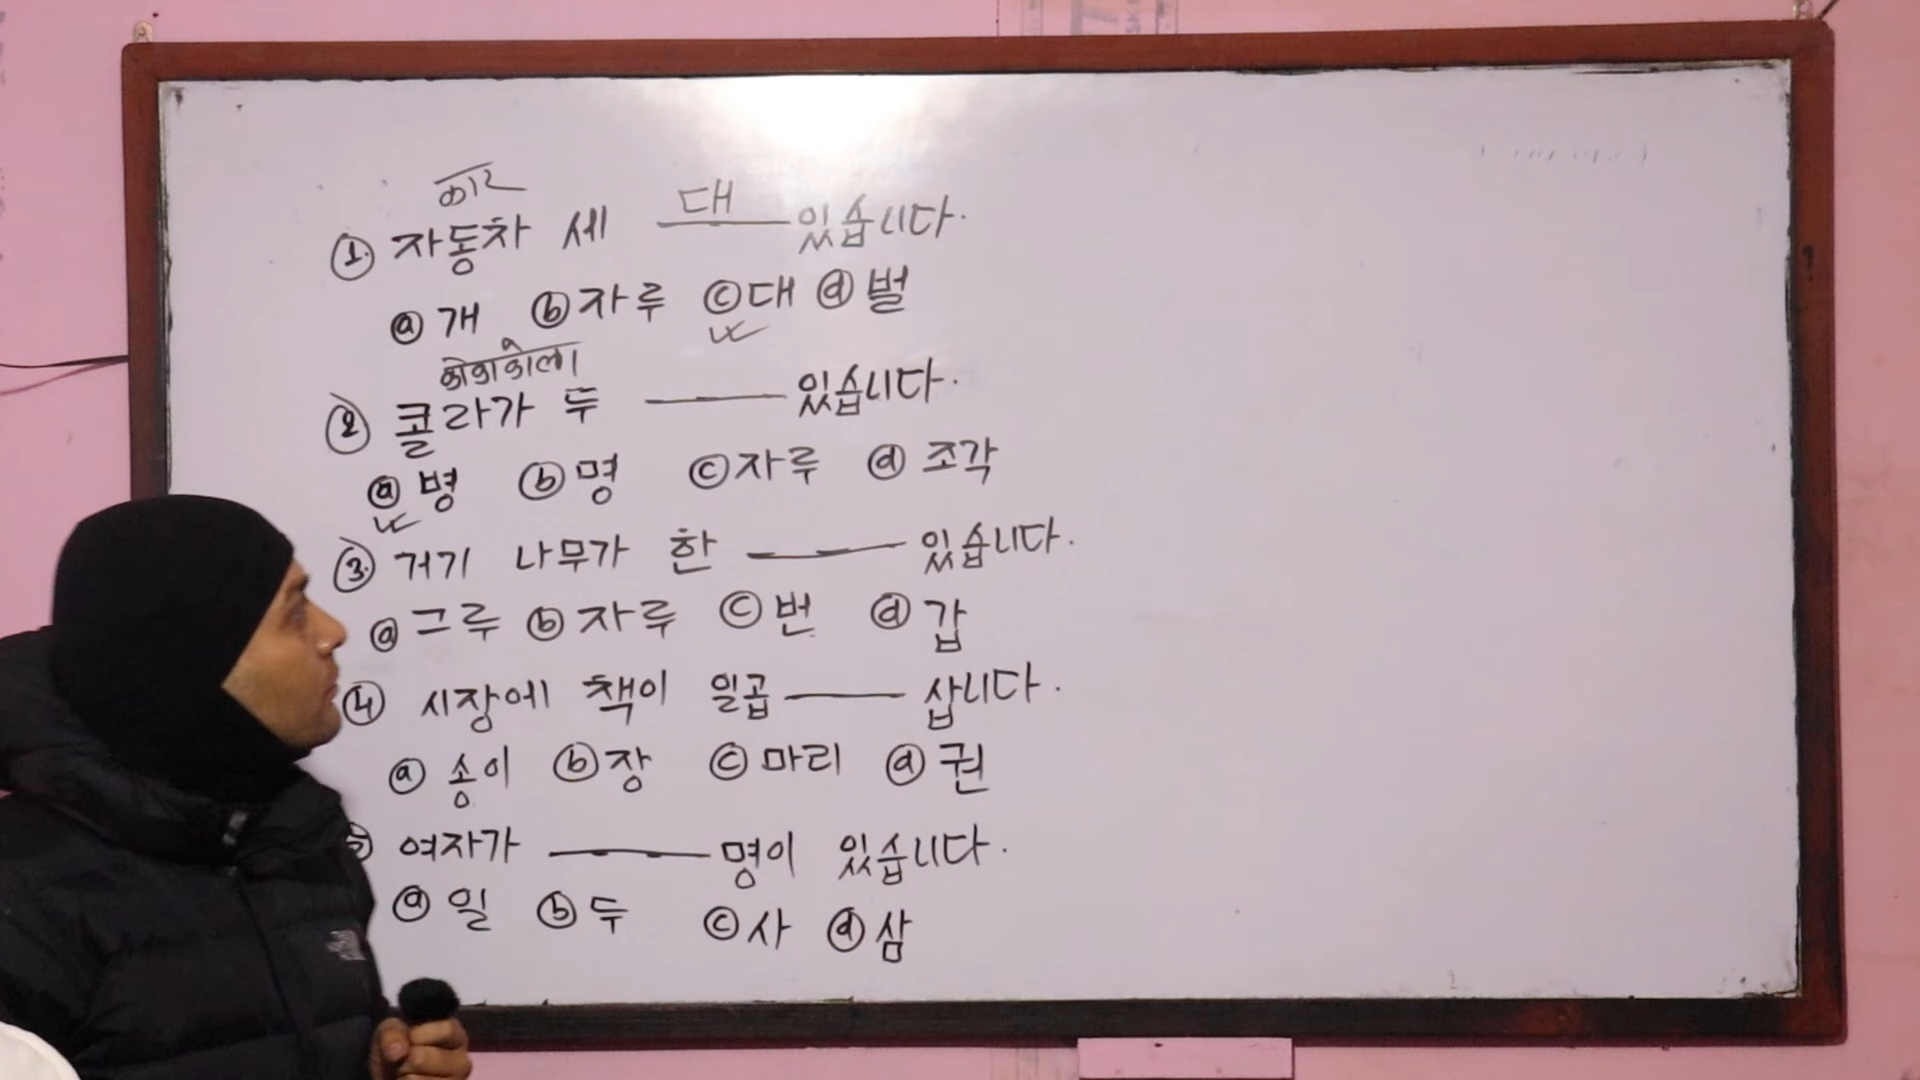 कार
① 자동차 세 대 있습니다.
ⓐ 개 ⓑ 자루 ⓒ 대 ⓓ 벌
कोकाकोला
② 콜라가 두 ____ 있습니다.
ⓐ 병 ⓑ 명 ⓒ 자루 ⓓ 조각
③ 거기 나무가 한 ____ 있습니다.
ⓐ 그루 ⓑ 자루 ⓒ 번 ⓓ 갑
④ 시장에 책이 일곱 ____ 삽니다.
ⓐ 송이 ⓑ 장 ⓒ 마리 ⓓ 권
여자가 ____ 명이 있습니다.
ⓐ 일 ⓑ 두 ⓒ 사 ⓓ 삼